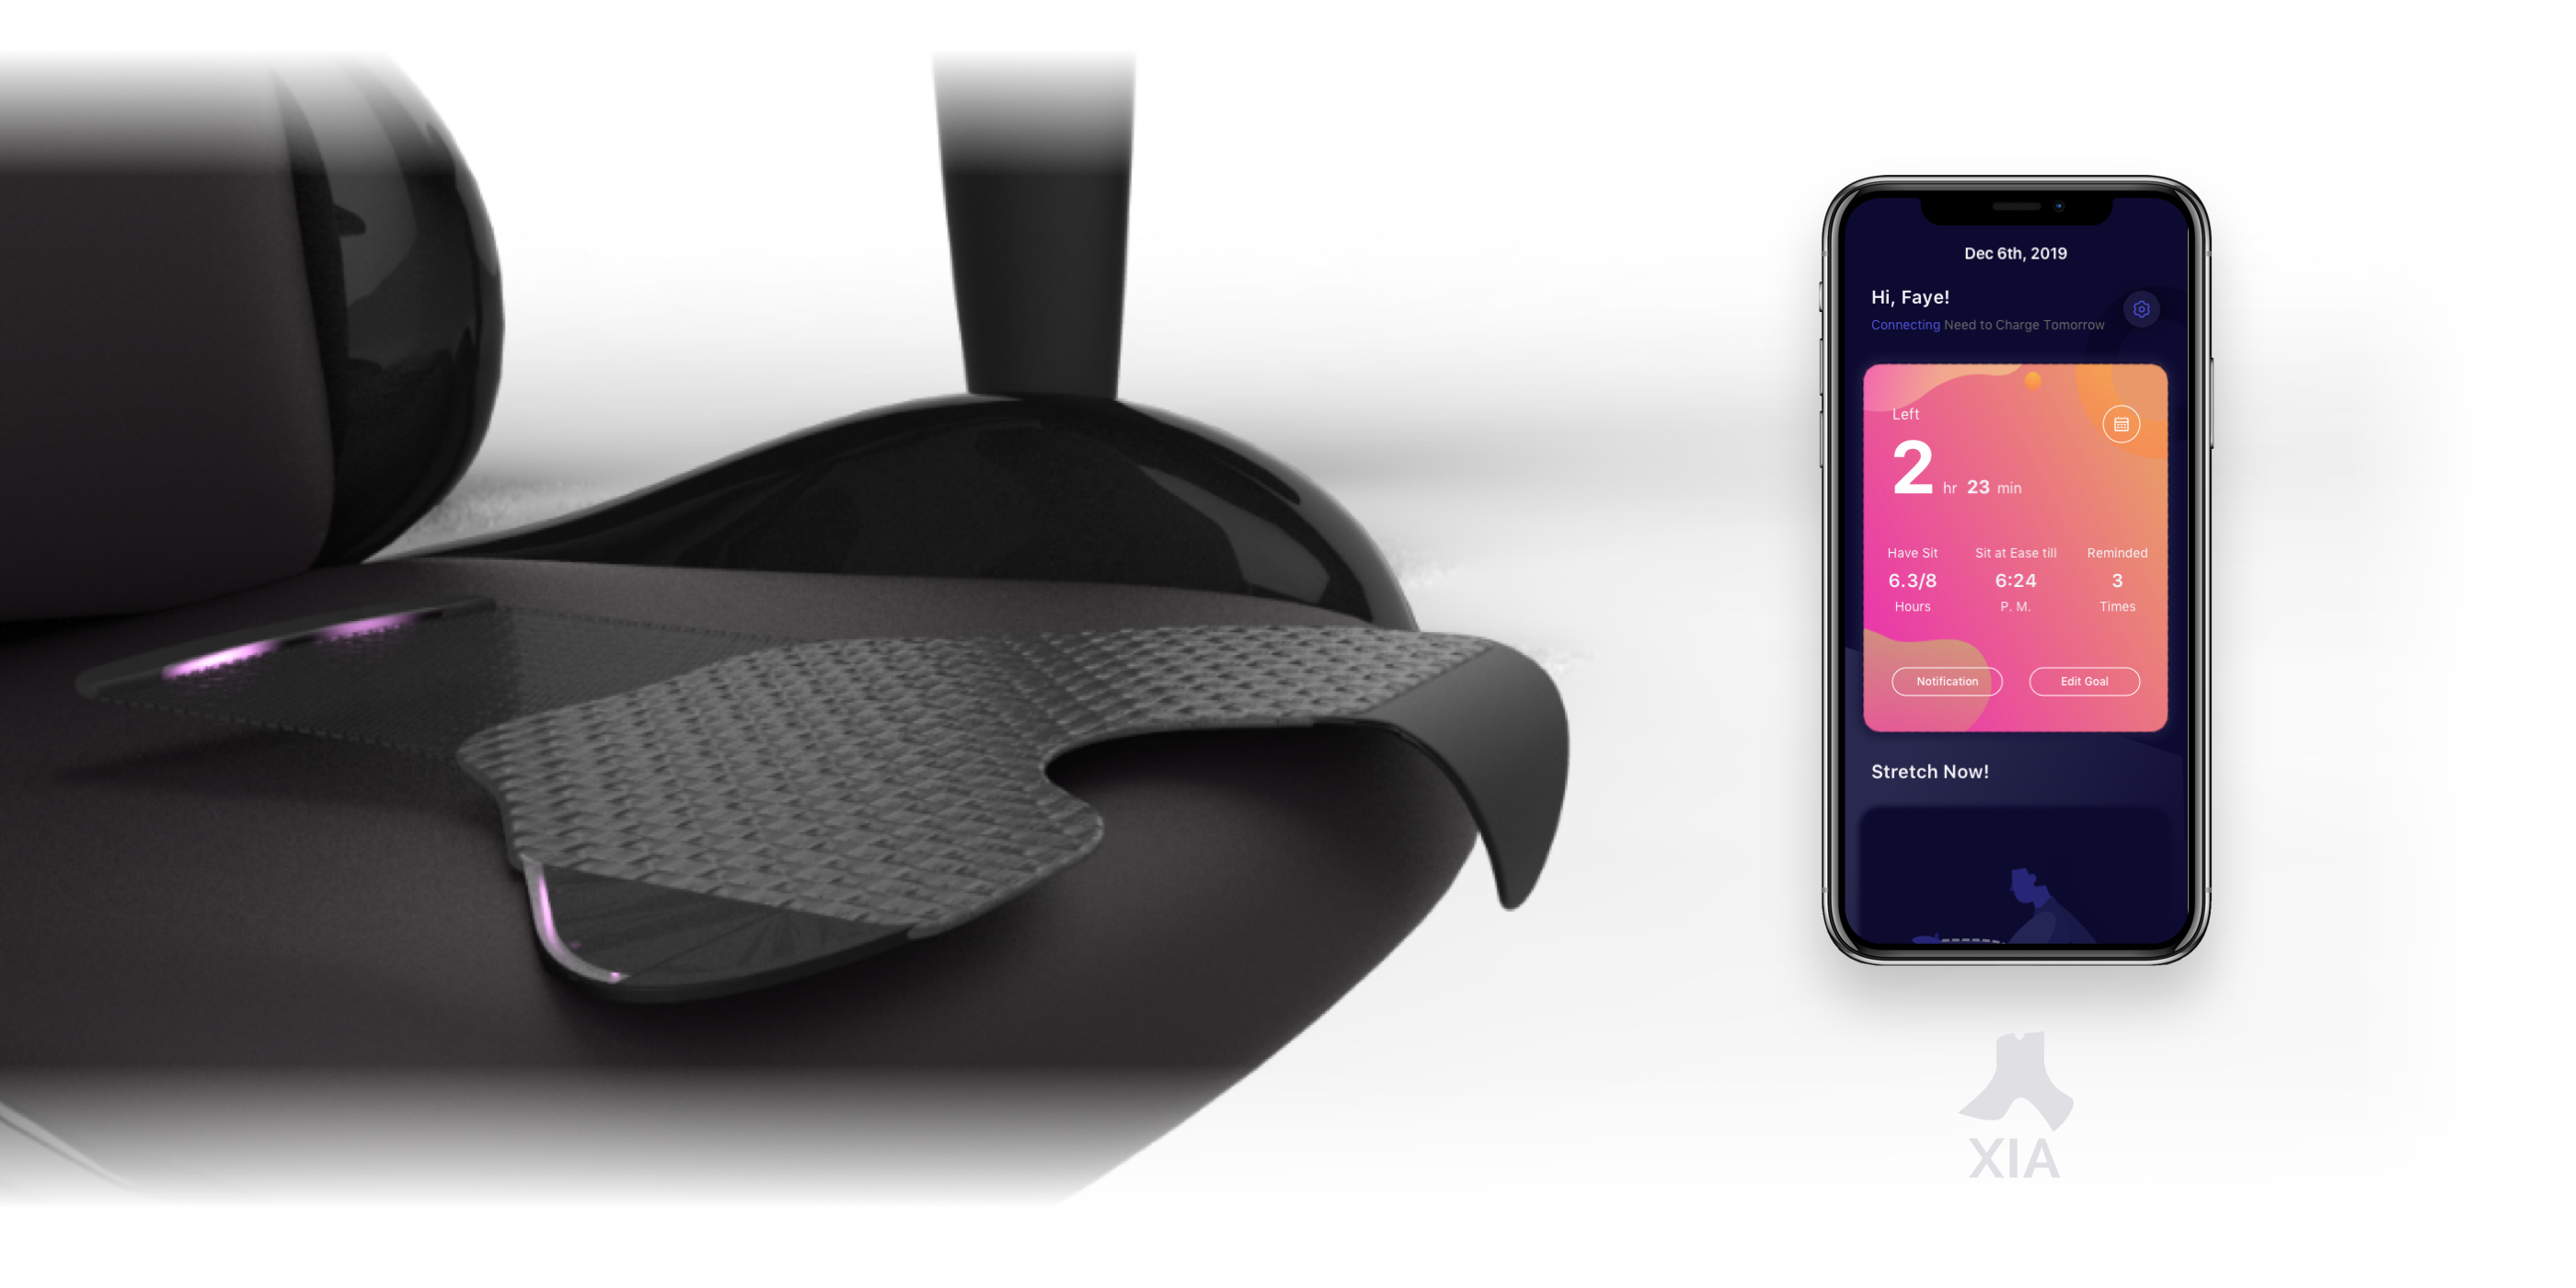 Dec 6th, 2019
Hi, Faye!
Connecting Need to Charge Tomorrow
Left
2 hr 23 min
Have Sit Sit at Ease till Reminded
6.3/8 6:24 3
Hours P. M. Times
Notification Edit Goal
Stretch Now!
XIA